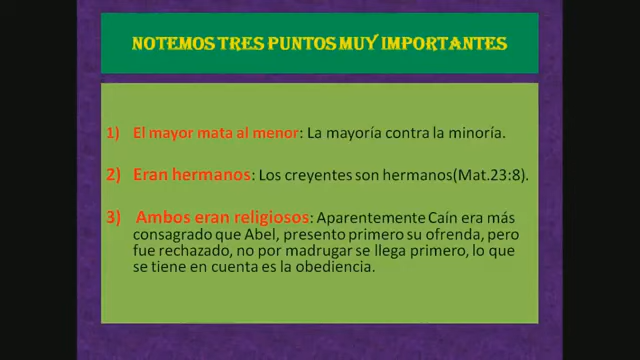 NOTEMOS TRES PUNTOS MUY IMPORTANTES
1) El mayor mata al menor: La mayoría contra la minoría.
2) Eran hermanos: Los creyentes son hermanos(Mat.23:8).
3) Ambos eran religiosos: Aparentemente Caín era más
consagrado que Abel, presento primero su ofrenda, pero
fue rechazado, no por madrugar se llega primero, lo que
se tiene en cuenta es la obediencia.